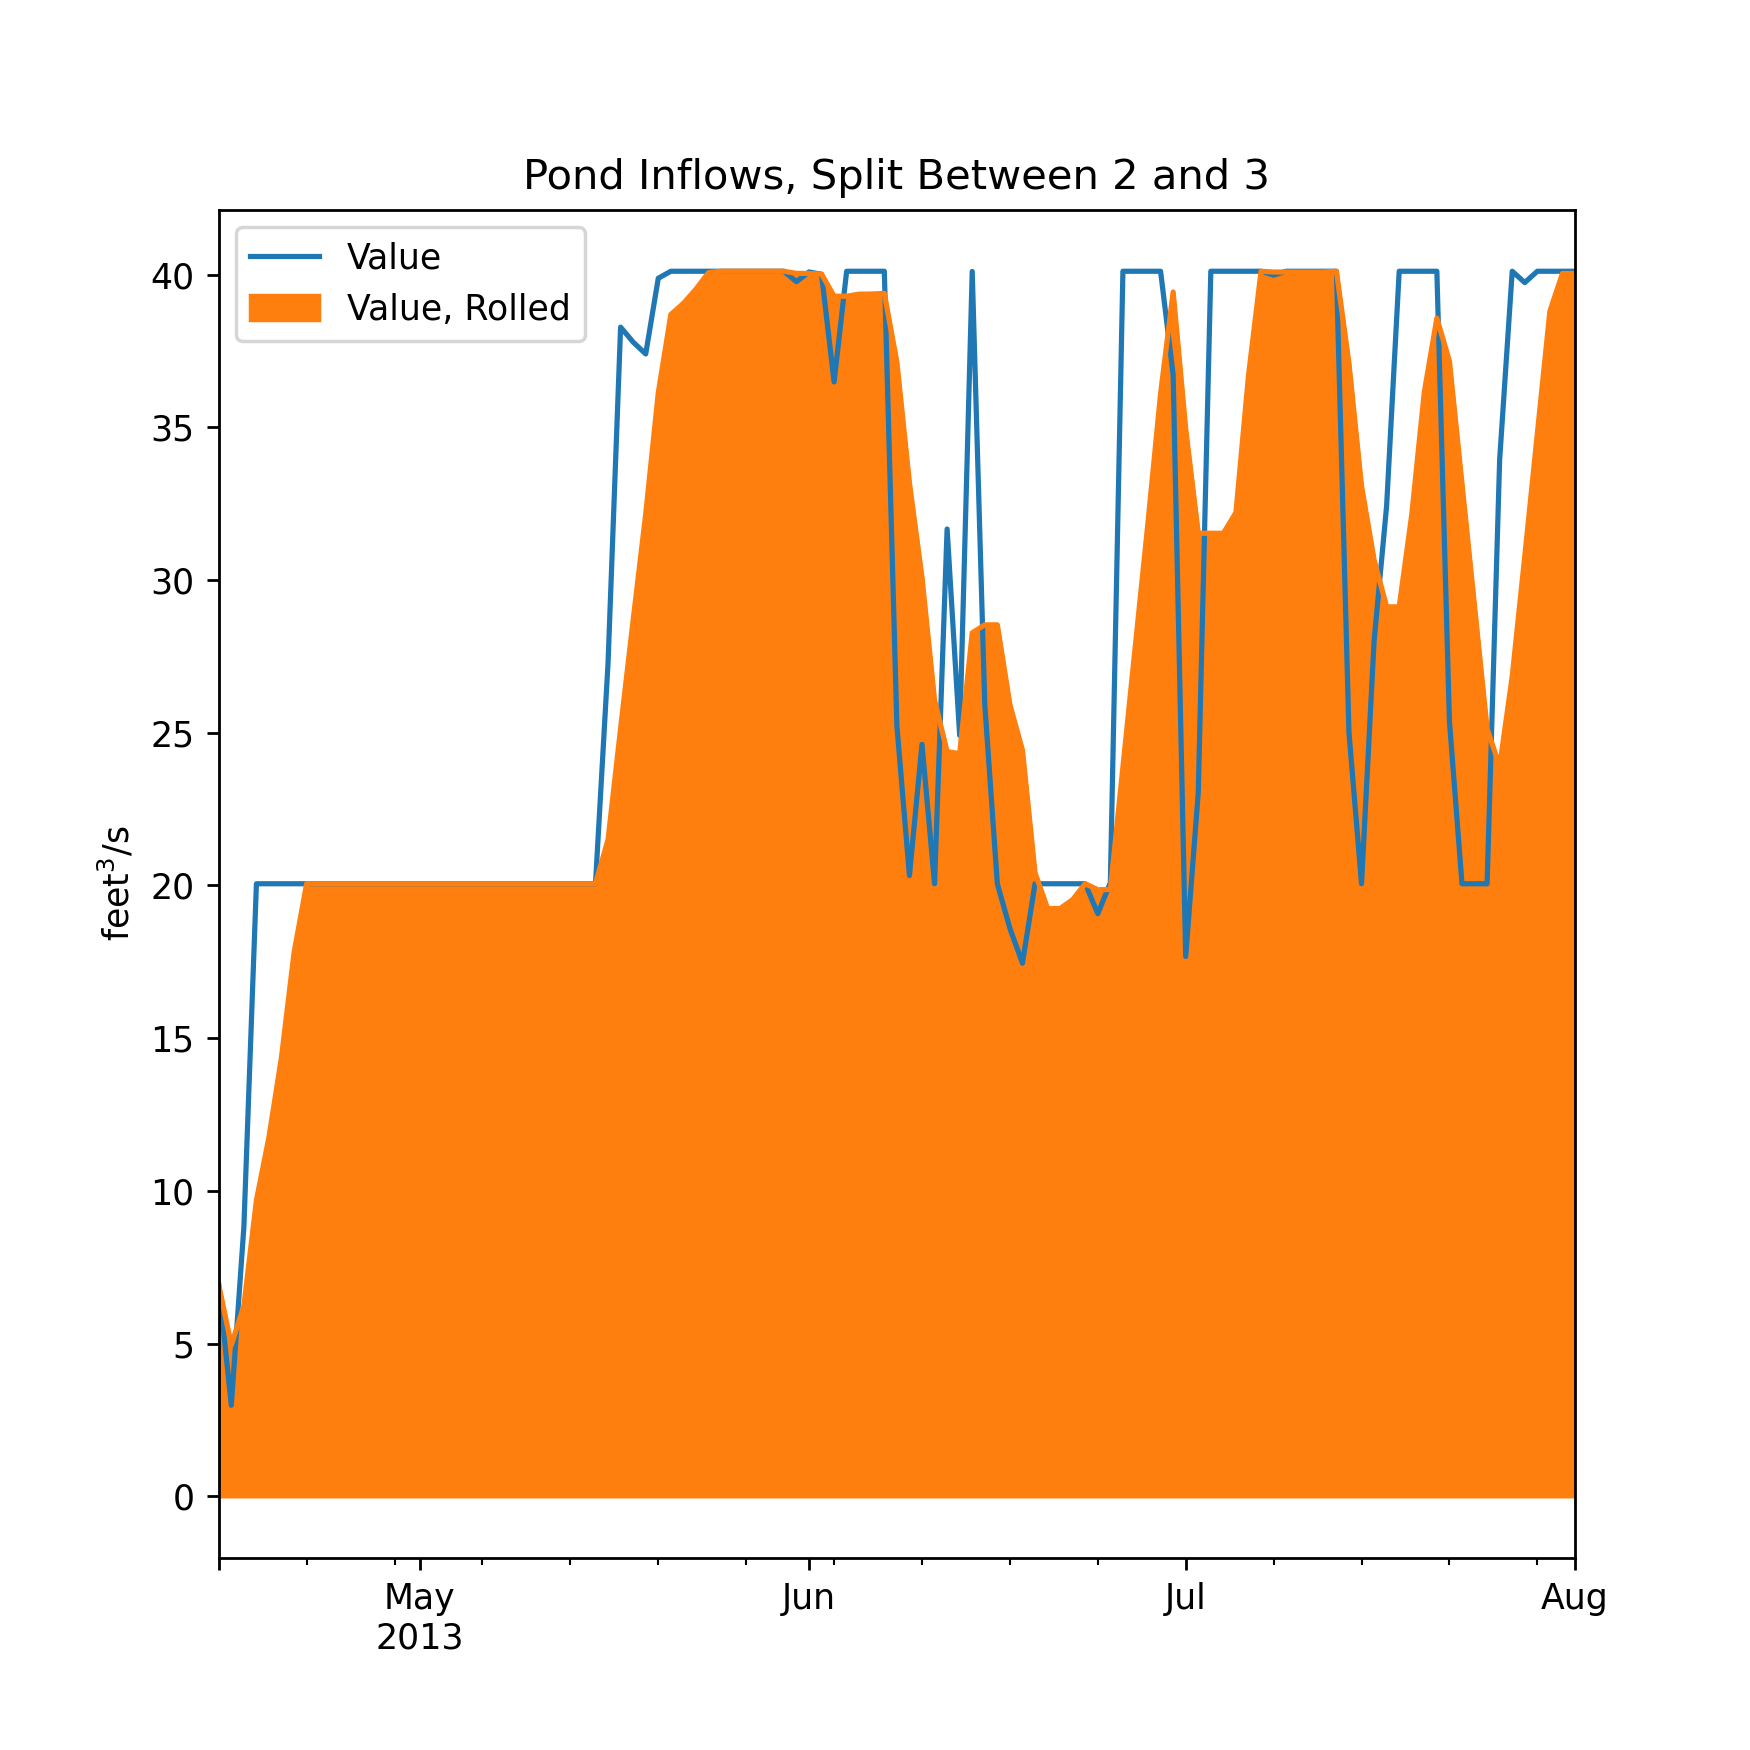 Pond Inflows, Split Between 2 and 3
Value
Value, Rolled
feet³/s
40
35
30
25
20
15
10
5
0
May
2013
Jun
Jul
Aug